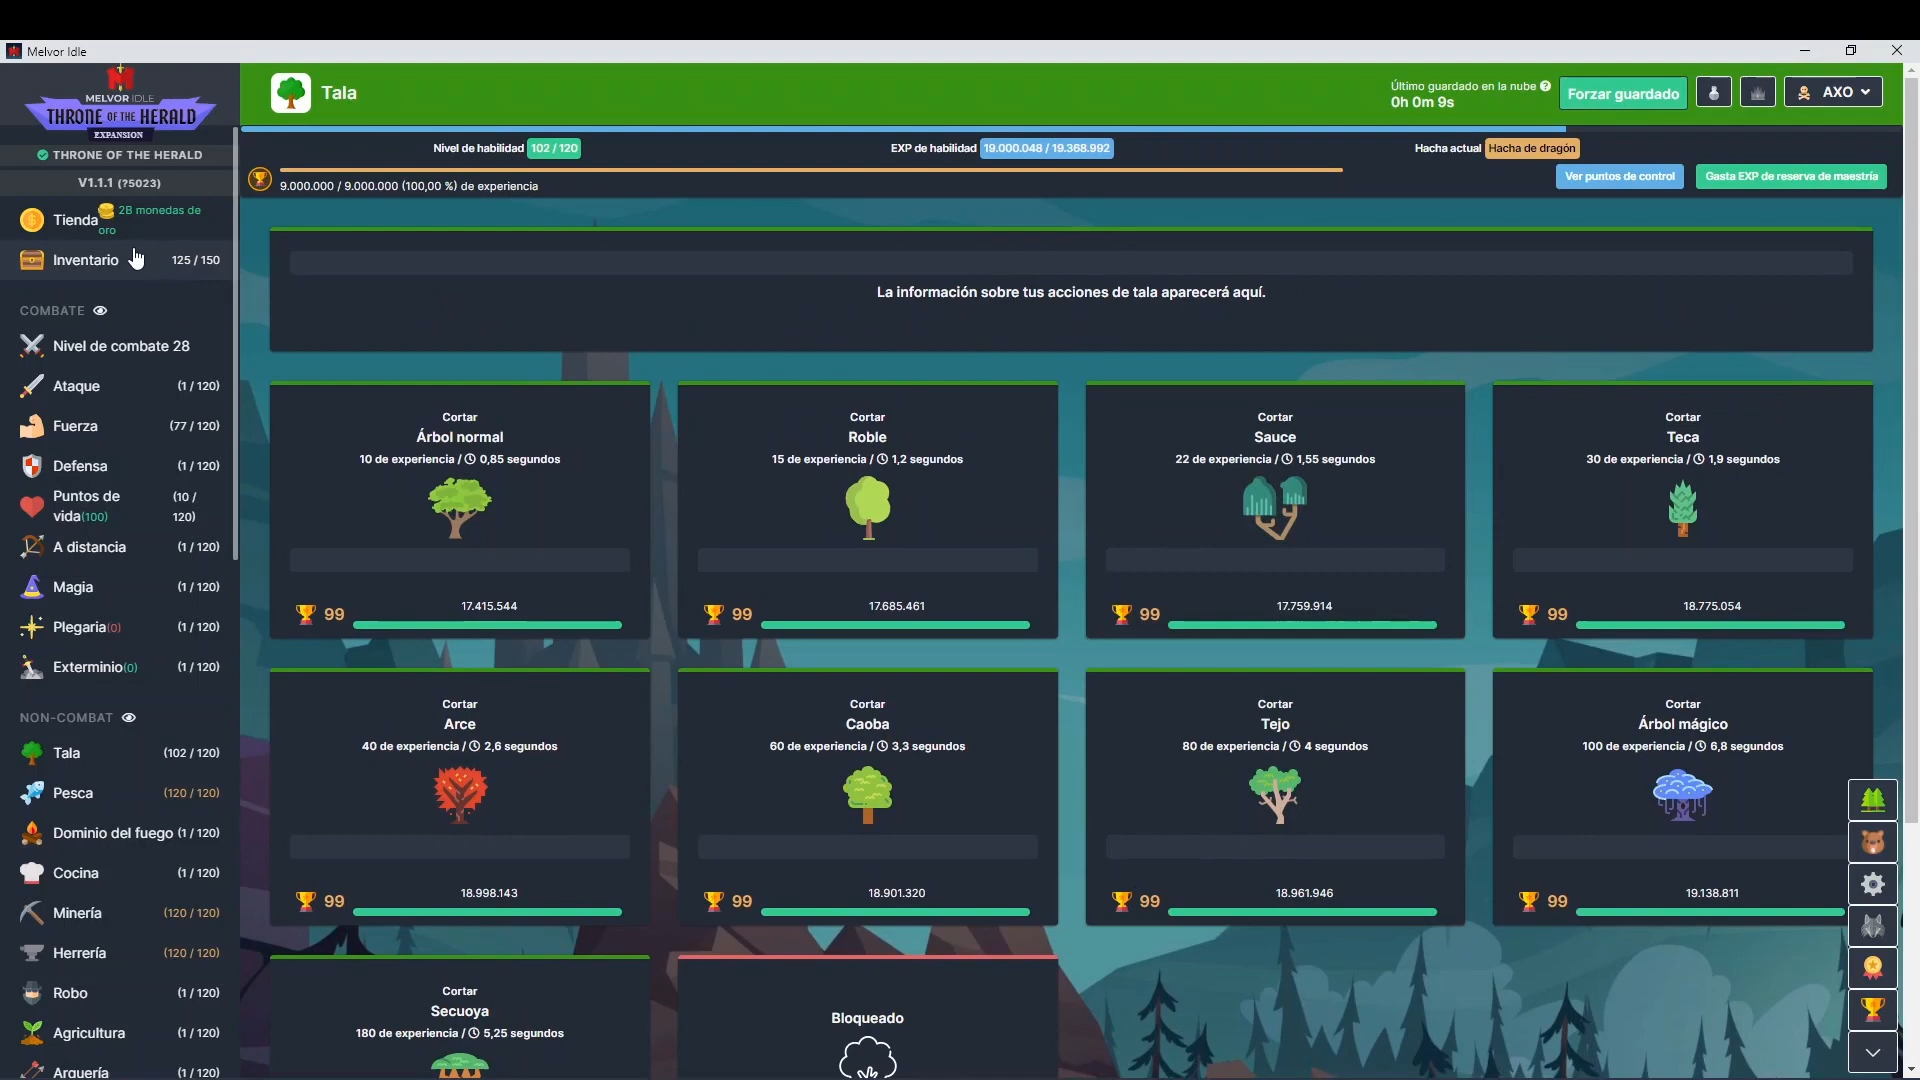 Melvor Idle
MELVOR IDLE
THRONE OF THE HERALD
EXPANSION
THRONE OF THE HERALD
V1.1.1 (?5023)
Tienda 2B monedas de
oro
Inventario 125 / 150
COMBATE
Nivel de combate 28
Ataque (1 / 120)
Fuerza (77 / 120)
Defensa (1 / 120)
Puntos de (10 /
vida(100) 120)
A distancia (1 / 120)
Magia (1 / 120)
Plegaria(0) (1 / 120)
Exterminio(0) (1 / 120)
NON-COMBAT
Tala (102 / 120)
Pesca (120 / 120)
Dominio del fuego (1 / 120)
Cocina (1 / 120)
Minería (120 / 120)
Herrería (120 / 120)
Robo (1 / 120)
Agricultura (1 / 120)
Arquería (1 / 120)
Tala
Último guardado en la nube
0h 0m 9s
Forzar guardado
AXO
Nivel de habilidad 102 / 120
EXP de habilidad 19.000.048 / 19.368.992
Hacha actual Hacha de dragón
9.000.000 / 9.000.000 (100,00 %) de experiencia
Ver puntos de control
Gasta EXP de reserva de maestría
La información sobre tus acciones de tala aparecerá aquí.
Cortar
Árbol normal
10 de experiencia / 0,85 segundos
99 17.415.544
Cortar
Roble
15 de experiencia / 1,2 segundos
99 17.685.461
Cortar
Sauce
22 de experiencia / 1,55 segundos
99 17.759.914
Cortar
Teca
30 de experiencia / 1,9 segundos
99 18.775.054
Cortar
Arce
40 de experiencia / 2,6 segundos
99 18.998.143
Cortar
Caoba
60 de experiencia / 3,3 segundos
99 18.901.320
Cortar
Tejo
80 de experiencia / 4 segundos
99 18.961.946
Cortar
Árbol mágico
100 de experiencia / 6,8 segundos
99 19.138.811
Cortar
Secuoya
180 de experiencia / 5,25 segundos
Bloqueado